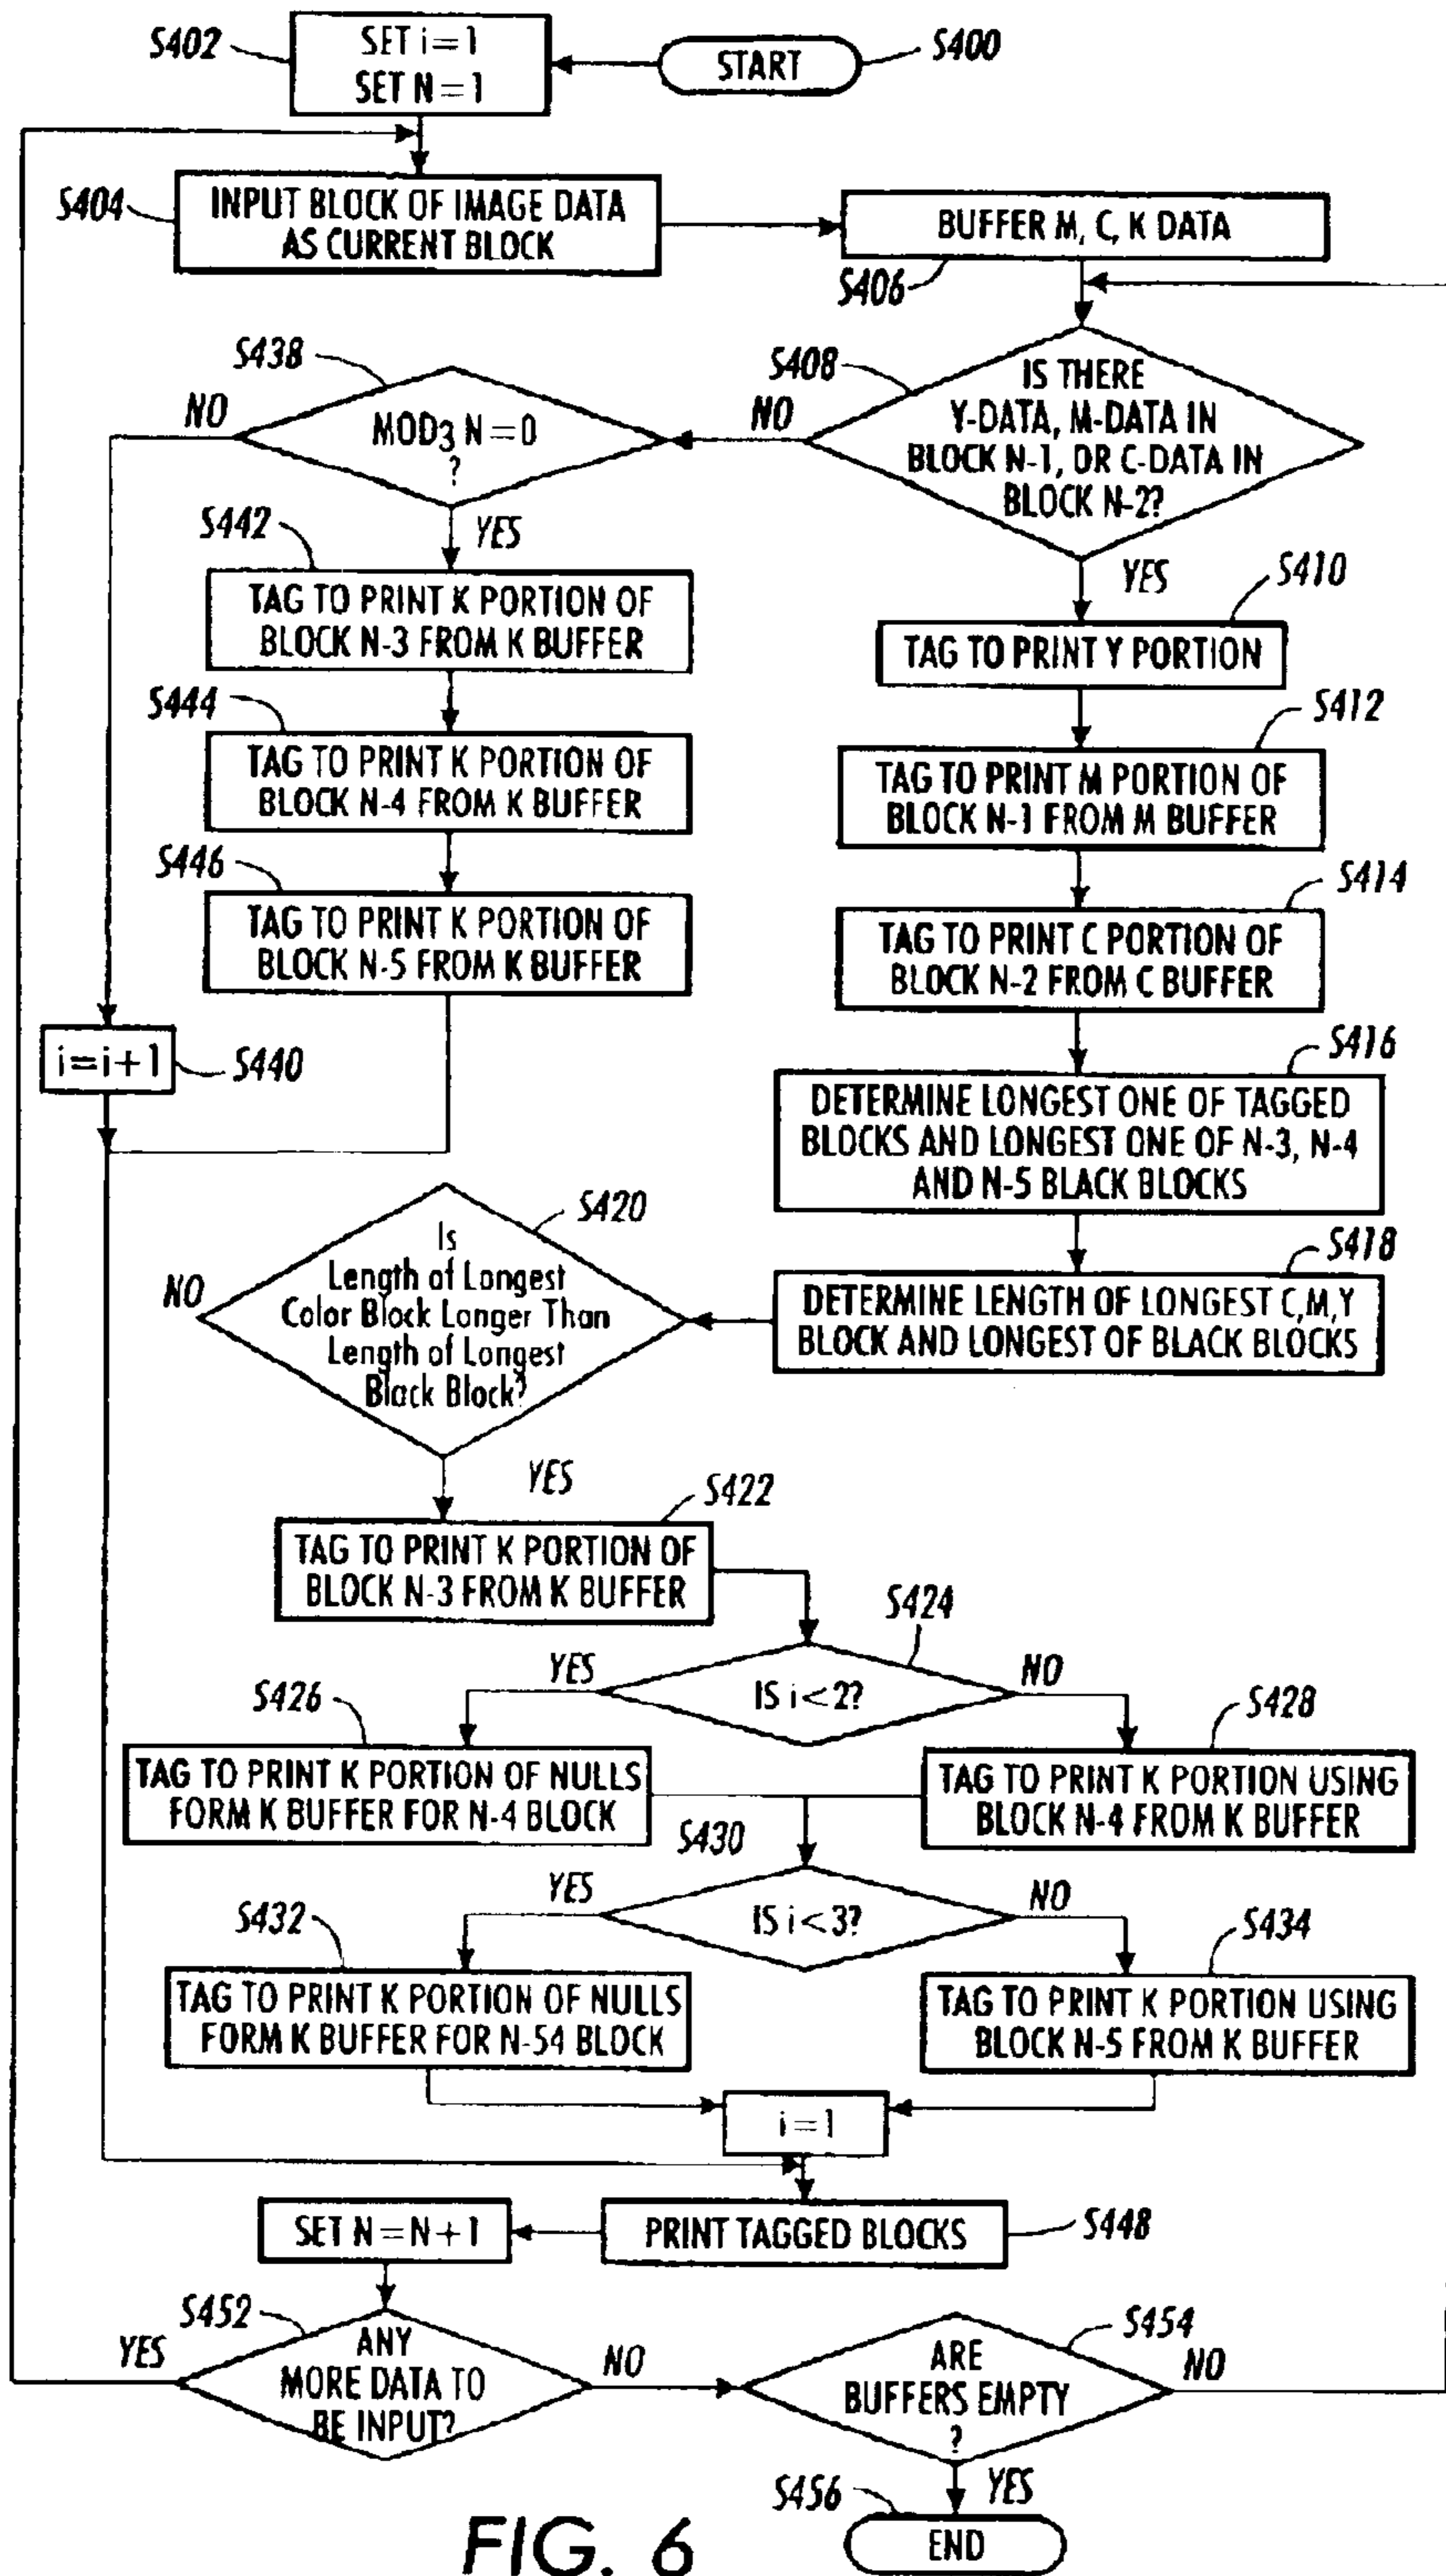 S402
SET i=1
SET N=1
START
S400
S404
INPUT BLOCK OF IMAGE DATA
AS CURRENT BLOCK
BUFFER M, C, K DATA
S406
S438
NO
MOD3 N=0
?
YES
S408
NO
IS THERE
Y-DATA, M-DATA IN
BLOCK N-1, OR C-DATA IN
BLOCK N-2?
YES
S442
TAG TO PRINT K PORTION OF
BLOCK N-3 FROM K BUFFER
S410
TAG TO PRINT Y PORTION
S444
TAG TO PRINT K PORTION OF
BLOCK N-4 FROM K BUFFER
S412
TAG TO PRINT M PORTION OF
BLOCK N-1 FROM M BUFFER
S446
TAG TO PRINT K PORTION OF
BLOCK N-5 FROM K BUFFER
S414
TAG TO PRINT C PORTION OF
BLOCK N-2 FROM C BUFFER
i=i+1
S440
S416
DETERMINE LONGEST ONE OF TAGGED
BLOCKS AND LONGEST ONE OF N-3, N-4
AND N-5 BLACK BLOCKS
S420
NO
Is
Length of Longest
Color Block Longer Than
Length of Longest
Black Block?
YES
S418
DETERMINE LENGTH OF LONGEST C,M,Y
BLOCK AND LONGEST OF BLACK BLOCKS
S422
TAG TO PRINT K PORTION OF
BLOCK N-3 FROM K BUFFER
S424
YES
IS i<2?
NO
S426
TAG TO PRINT K PORTION OF NULLS
FORM K BUFFER FOR N-4 BLOCK
S428
TAG TO PRINT K PORTION USING
BLOCK N-4 FROM K BUFFER
S430
YES
IS i<3?
NO
S432
TAG TO PRINT K PORTION OF NULLS
FORM K BUFFER FOR N-54 BLOCK
S434
TAG TO PRINT K PORTION USING
BLOCK N-5 FROM K BUFFER
i=1
SET N=N+1
PRINT TAGGED BLOCKS
S448
S452
YES
ANY
MORE DATA TO
BE INPUT?
NO
S454
ARE
BUFFERS EMPTY
?
NO
YES
S456
END
FIG. 6